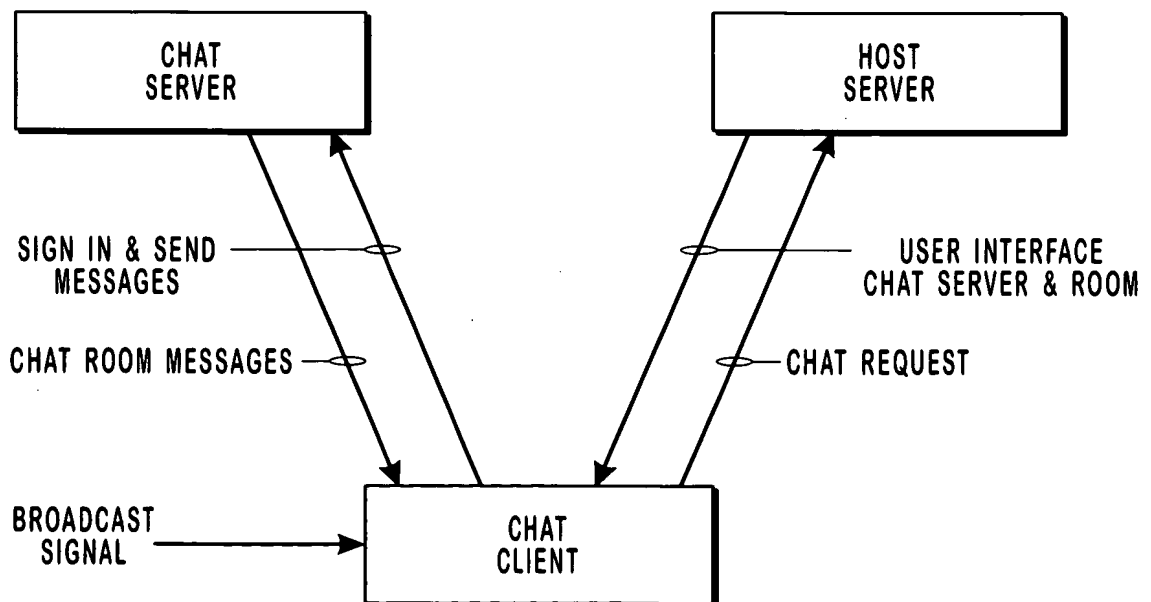 CHAT
SERVER
HOST
SERVER
SIGN IN & SEND
MESSAGES
USER INTERFACE
CHAT SERVER & ROOM
CHAT ROOM MESSAGES
CHAT REQUEST
BROADCAST
SIGNAL
CHAT
CLIENT